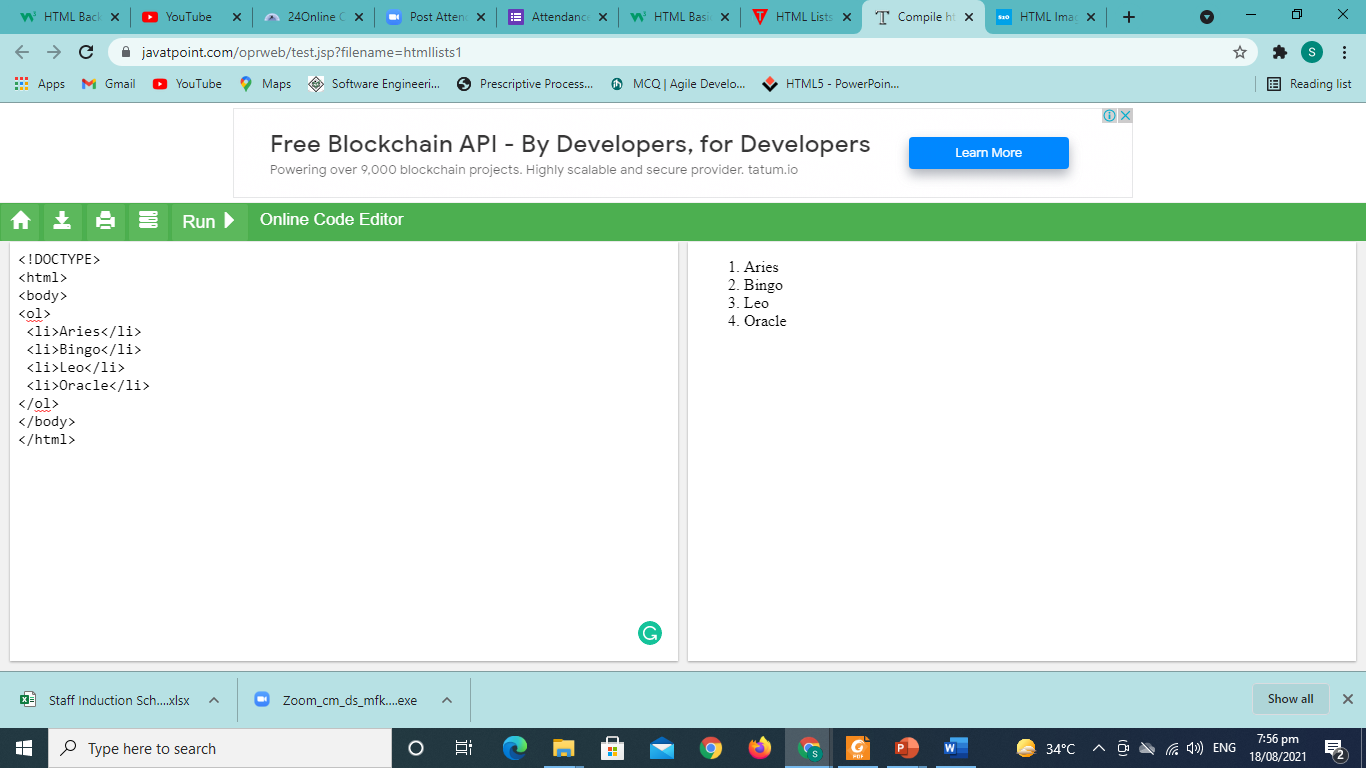 HTML Back
YouTube
24Online C
Post Atten
Attendance
HTML Basi
HTML Lists
Compile ht
HTML Imag
javatpoint.com/oprweb/test.jsp?filename=htmllists1
S
Apps
Gmail
YouTube
Maps
Software Engineeri...
Prescriptive Process...
MCQ | Agile Develo...
HTML5 - PowerPoin...
Reading list
Free Blockchain API - By Developers, for Developers
Powering over 9,000 blockchain projects. Highly scalable and secure provider. tatum.io
Learn More
Run
Online Code Editor
<!DOCTYPE>
<html>
<body>
<ol>
<li>Aries</li>
<li>Bingo</li>
<li>Leo</li>
<li>Oracle</li>
</ol>
</body>
</html>
1. Aries
2. Bingo
3. Leo
4. Oracle
Staff Induction Sch....xlsx
Zoom_cm_ds_mfk....exe
Show all
Type here to search
34°C
ENG
7:56 pm
18/08/2021
2